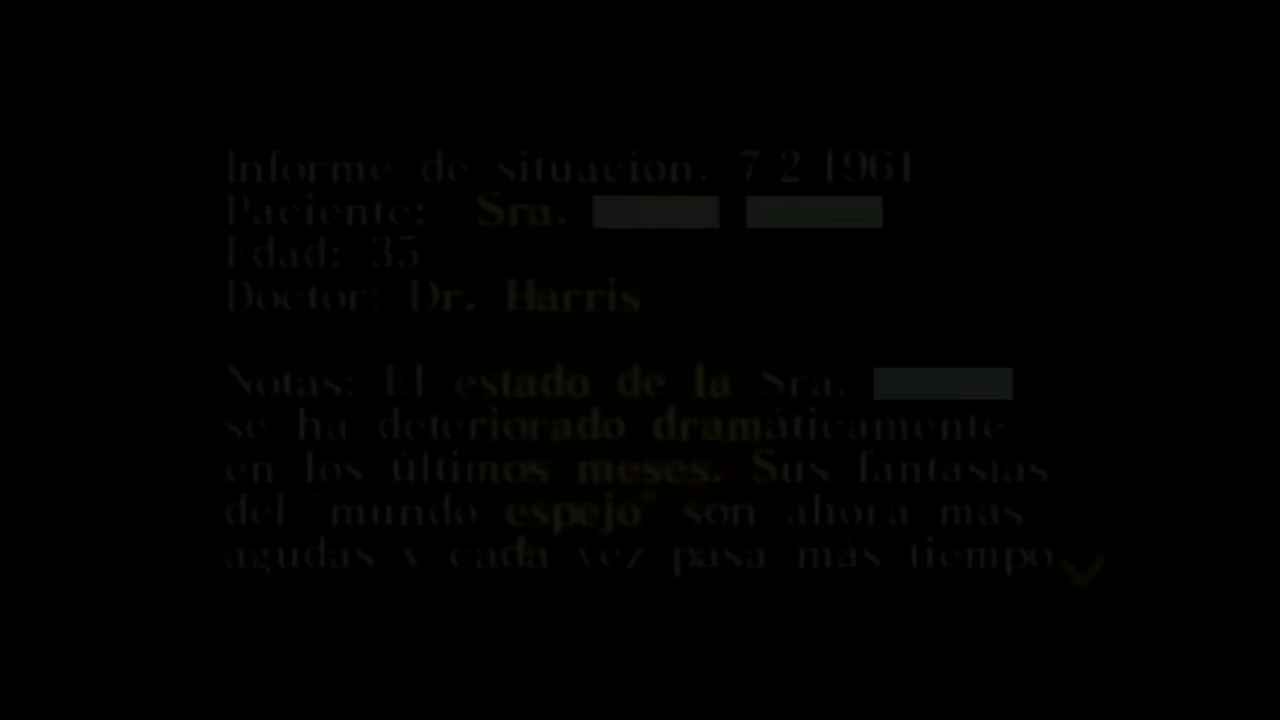 Informe de situación. 7 2 1961
Paciente: Sra.
Edad: 35
Doctor: Dr. Harris
Notas: El estado de la Sra.
se ha deteriorado dramáticamente
en los últimos meses. Sus fantasías
del "mundo espejo" son ahora más
agudas y cada vez pasa más tiempo